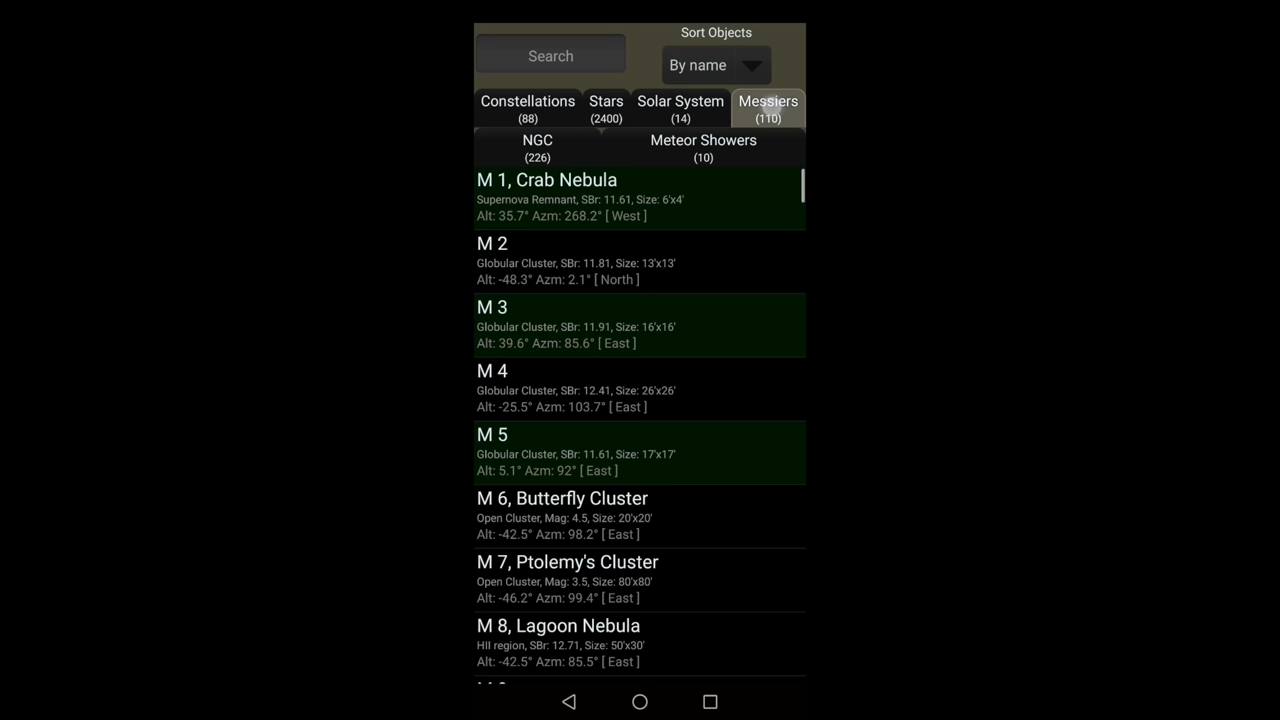 Sort Objects
Search
By name
Constellations Stars Solar System Messiers
(88) (2400) (14) (110)
NGC Meteor Showers
(226) (10)
M 1, Crab Nebula
Supernova Remnant, SBr: 11.61, Size: 6'x4'
Alt: 35.7° Azm: 268.2° [ West ]
M 2
Globular Cluster, SBr: 11.81, Size: 13'x13'
Alt: -48.3° Azm: 2.1° [ North ]
M 3
Globular Cluster, SBr: 11.91, Size: 16'x16'
Alt: 39.6° Azm: 85.6° [ East ]
M 4
Globular Cluster, SBr: 12.41, Size: 26'x26'
Alt: -25.5° Azm: 103.7° [ East ]
M 5
Globular Cluster, SBr: 11.61, Size: 17'x17'
Alt: 5.1° Azm: 92° [ East ]
M 6, Butterfly Cluster
Open Cluster, Mag: 4.5, Size: 20'x20'
Alt: -42.5° Azm: 98.2° [ East ]
M 7, Ptolemy's Cluster
Open Cluster, Mag: 3.5, Size: 80'x80'
Alt: -46.2° Azm: 99.4° [ East ]
M 8, Lagoon Nebula
HII region, SBr: 12.71, Size: 50'x30'
Alt: -42.5° Azm: 85.5° [ East ]